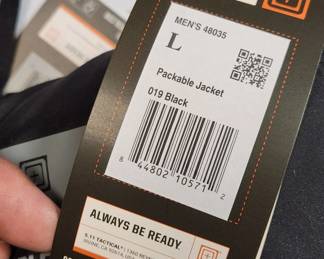 MEN'S 48035
L
Packable Jacket
019 Black
8 44802 10571 2
ALWAYS BE READY.
5.11 TACTICAL